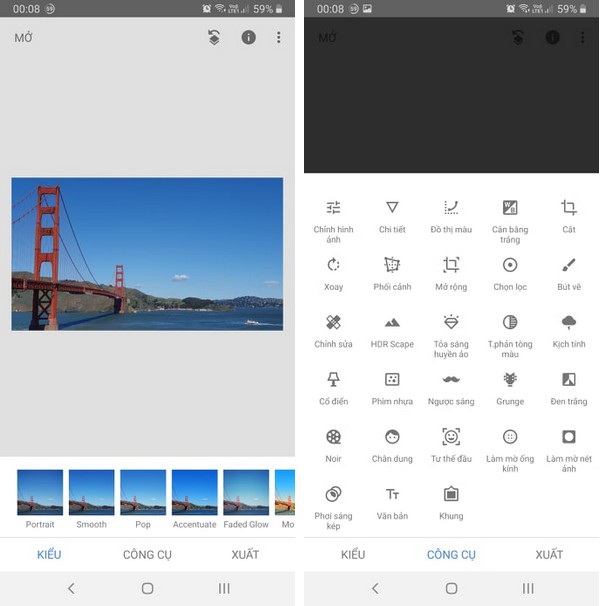 00:08 59 59%
MỞ
Portrait Smooth Pop Accentuate Faded Glow Mo
KIỂU CÔNG CỤ XUẤT
00:08 59 59%
MỞ
Chỉnh hình ảnh
Chi tiết
Đồ thị màu
Cân bằng trắng
Cắt
Xoay
Phối cảnh
Mở rộng
Chọn lọc
Bút vẽ
Chỉnh sửa
HDR Scape
Tỏa sáng huyền ảo
T.phản tông màu
Kịch tính
Cổ điển
Phim nhựa
Ngược sáng
Grunge
Đen trắng
Noir
Chân dung
Tư thế đầu
Làm mờ ống kính
Làm mờ nét ảnh
Phơi sáng kép
Văn bản
Khung
KIỂU CÔNG CỤ XUẤT